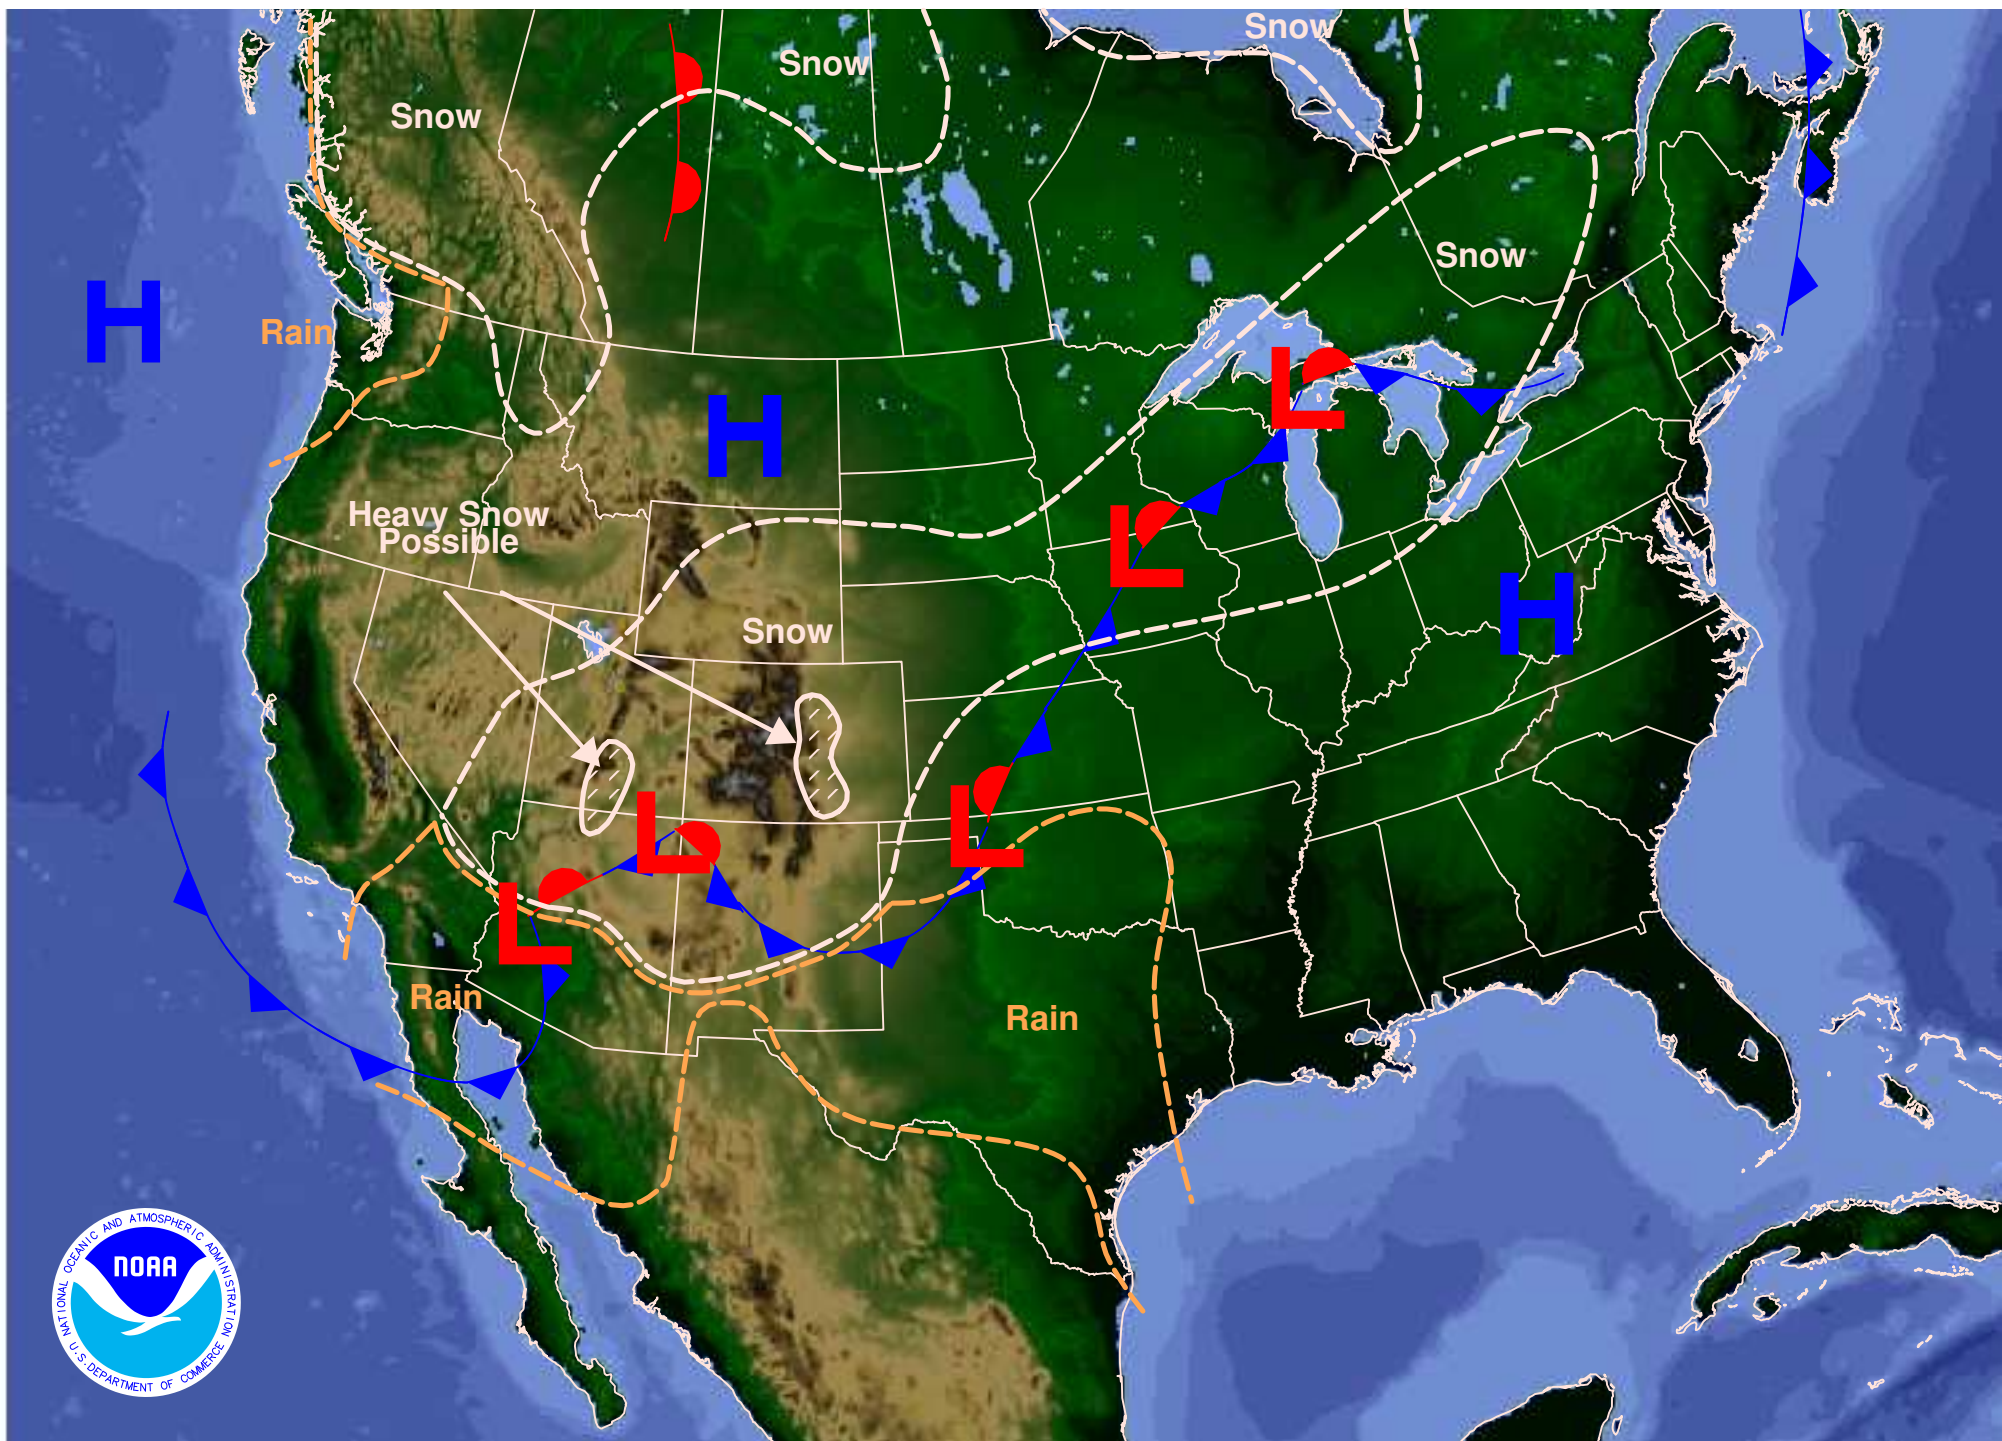 Snow
Snow
Snow
H
Rain
Snow
L
H
Heavy Snow
Possible
L
H
Snow
L
L
L
Rain
Rain
NATIONAL OCEANIC AND ATMOSPHERIC ADMINISTRATION
NOAA
U.S. DEPARTMENT OF COMMERCE